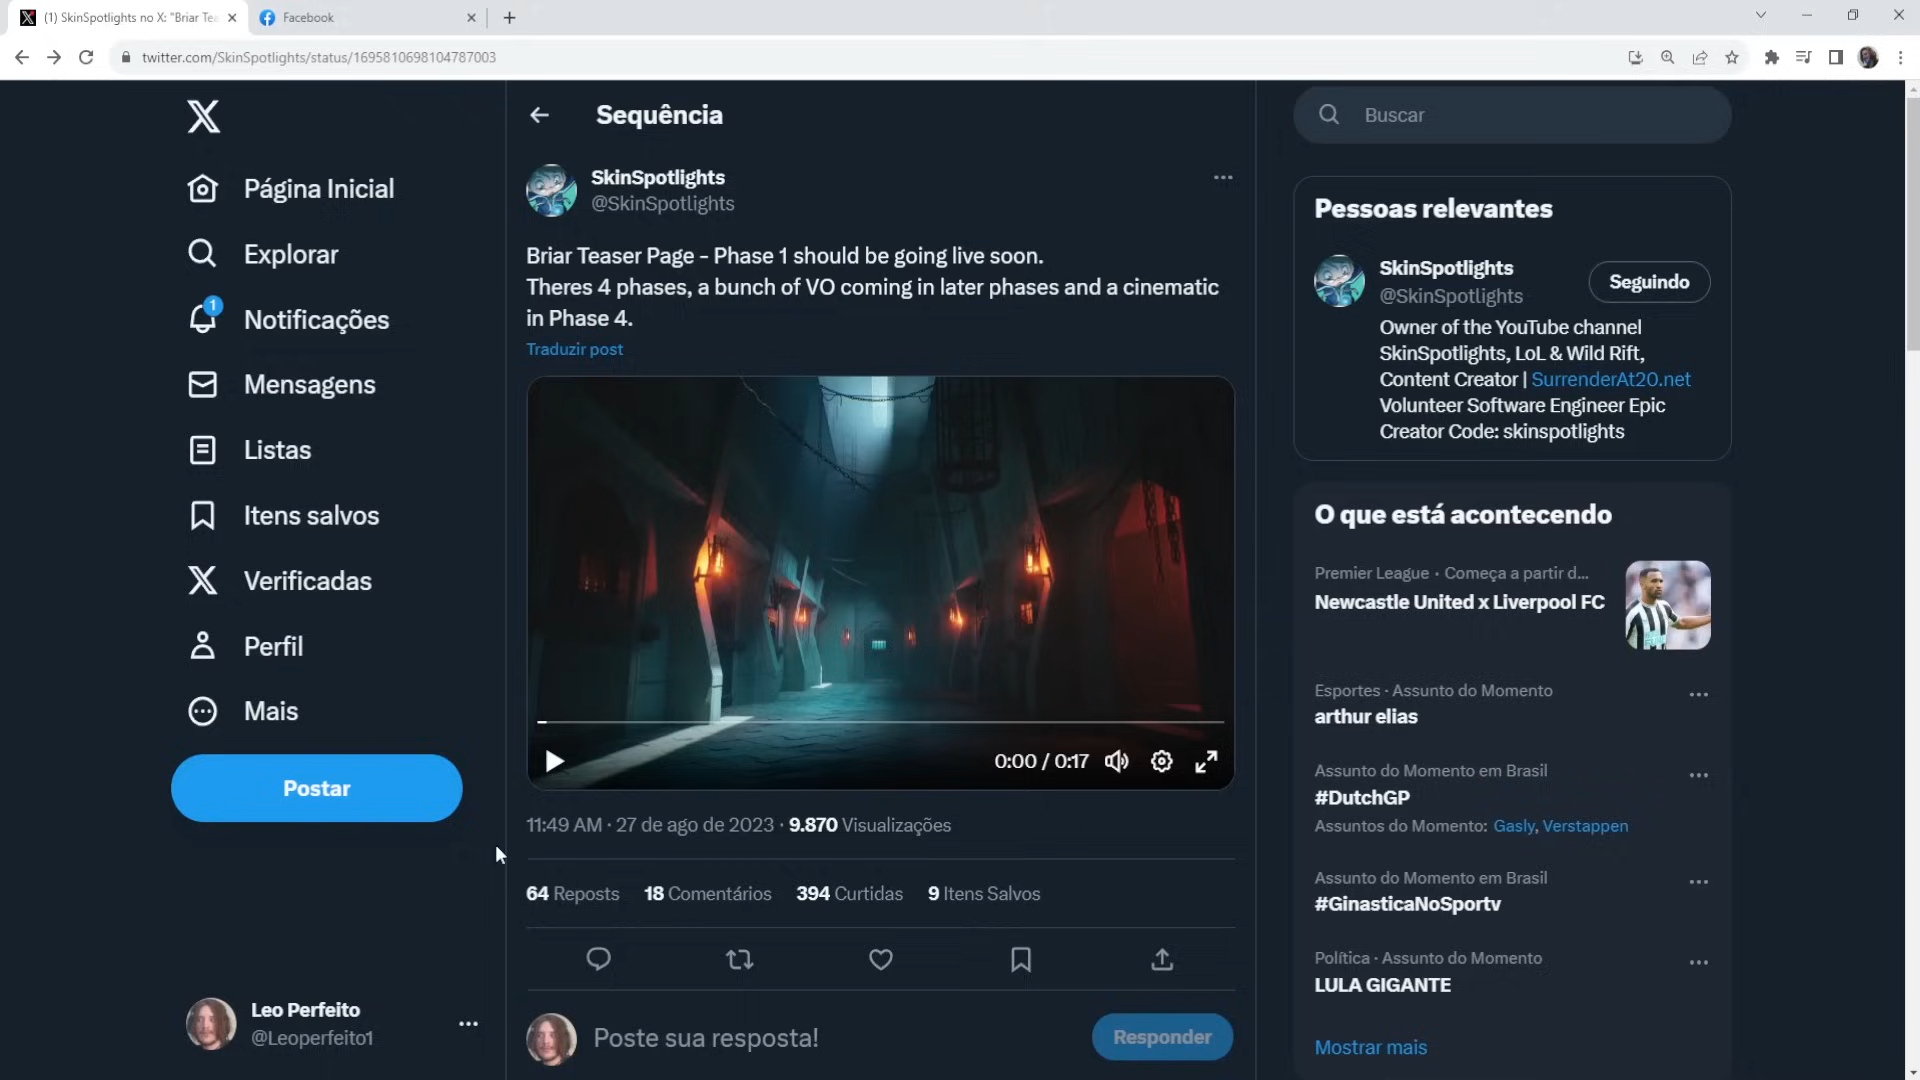 (1) SkinSpotlights no X: "Briar Tea
Facebook
twitter.com/SkinSpotlights/status/1695810698104787003
Página Inicial
Explorar
1
Notificações
Mensagens
Listas
Itens salvos
Verificadas
Perfil
Mais
Postar
Leo Perfeito
@Leoperfeito1
Sequência
SkinSpotlights
@SkinSpotlights
Briar Teaser Page - Phase 1 should be going live soon.
Theres 4 phases, a bunch of VO coming in later phases and a cinematic
in Phase 4.
Traduzir post
0:00 / 0:17
11:49 AM · 27 de ago de 2023 · 9.870 Visualizações
64 Reposts 18 Comentários 394 Curtidas 9 Itens Salvos
Poste sua resposta!
Responder
Buscar
Pessoas relevantes
SkinSpotlights
@SkinSpotlights
Seguindo
Owner of the YouTube channel
SkinSpotlights, LoL & Wild Rift,
Content Creator | SurrenderAt20.net
Volunteer Software Engineer Epic
Creator Code: skinspotlights
O que está acontecendo
Premier League · Começa a partir d...
Newcastle United x Liverpool FC
Esportes · Assunto do Momento
arthur elias
Assunto do Momento em Brasil
#DutchGP
Assuntos do Momento: Gasly, Verstappen
Assunto do Momento em Brasil
#GinasticaNoSportv
Política · Assunto do Momento
LULA GIGANTE
Mostrar mais